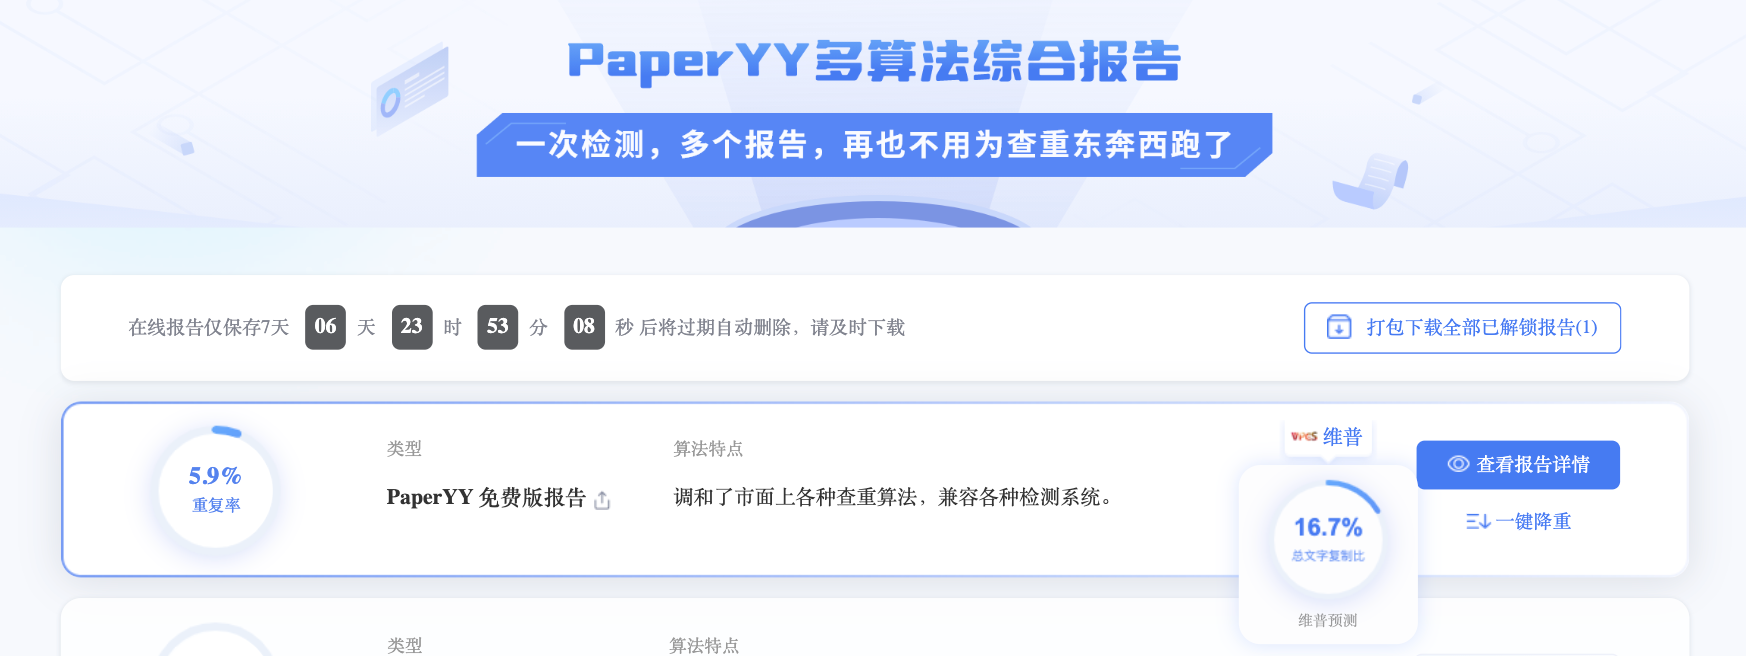 PaperYY多算法综合报告
一次检测，多个报告，再也不用为查重东奔西跑了
在线报告仅保存7天 06 天 23 时 53 分 08 秒 后将过期自动删除，请及时下载
打包下载全部已解锁报告(1)
5.9%
重复率
类型
PaperYY 免费版报告
算法特点
调和了市面上各种查重算法，兼容各种检测系统。
VPCS 维普
16.7%
总文字复制比
维普预测
查看报告详情
一键降重
类型
算法特点